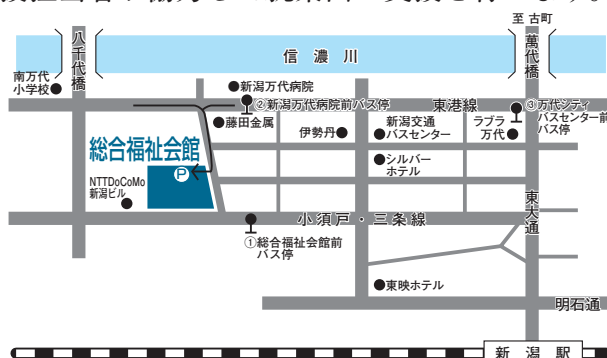 至 古町
八千代橋
信濃川
萬代橋
南万代
小学校
新潟万代病院
②新潟万代病院前バス停
東港線
③万代シティ
バスセンター前
バス停
藤田金属
伊勢丹
新潟交通
バスセンター
ラブラ
万代
総合福祉会館
P
シルバー
ホテル
NTTDoCoMo
新潟ビル
東大通
小須戸・三条線
①総合福祉会館前
バス停
東映ホテル
明石通
新潟駅